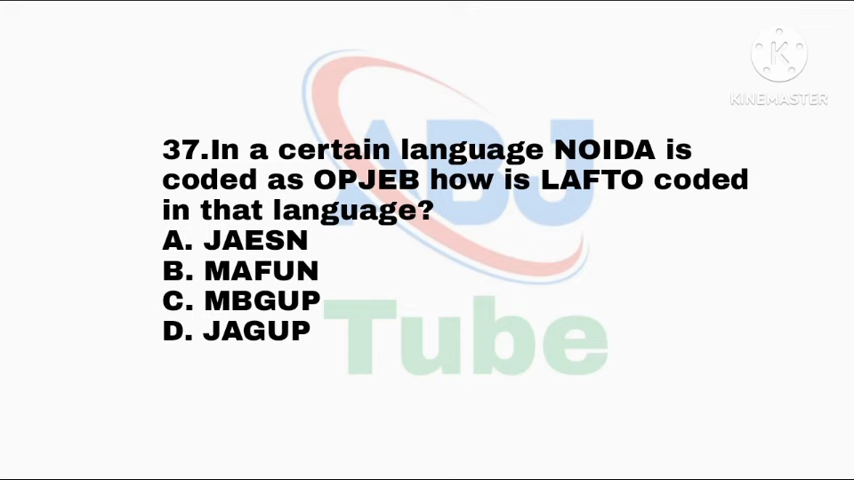 KINEMASTER
37.In a certain language NOIDA is
coded as OPJEB how is LAFTO coded
in that language?
A. JAESN
B. MAFUN
C. MBGUP
D. JAGUP
ABJ
Tube